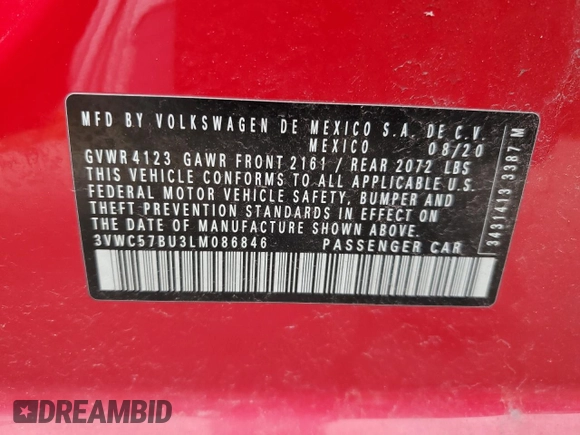 MFD BY VOLKSWAGEN DE MEXICO S.A. DE C.V.
MEXICO 08/20
GVWR 4123 GAWR FRONT 2161 / REAR 2072 LBS
THIS VEHICLE CONFORMS TO ALL APPLICABLE U.S.
FEDERAL MOTOR VEHICLE SAFETY, BUMPER AND
THEFT PREVENTION STANDARDS IN EFFECT ON
THE DATE OF MANUFACTURE SHOWN ABOVE.
3VWC57BU3LM086846 PASSENGER CAR
3431413 3387 M
DREAMBID